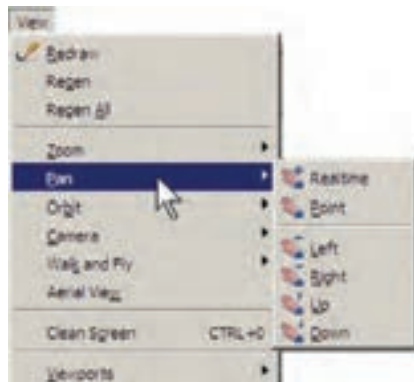 View
Redraw
Regen
Regen All
Zoom
Pan
Orbit
Camera
Walk and Fly
Aerial View
Clean Screen CTRL+0
Viewports
Realtime
Point
Left
Right
Up
Down